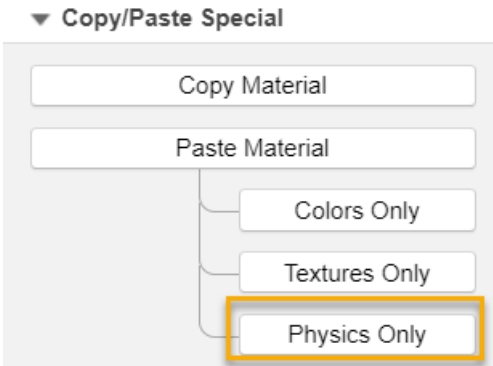 Copy/Paste Special
Copy Material
Paste Material
Colors Only
Textures Only
Physics Only